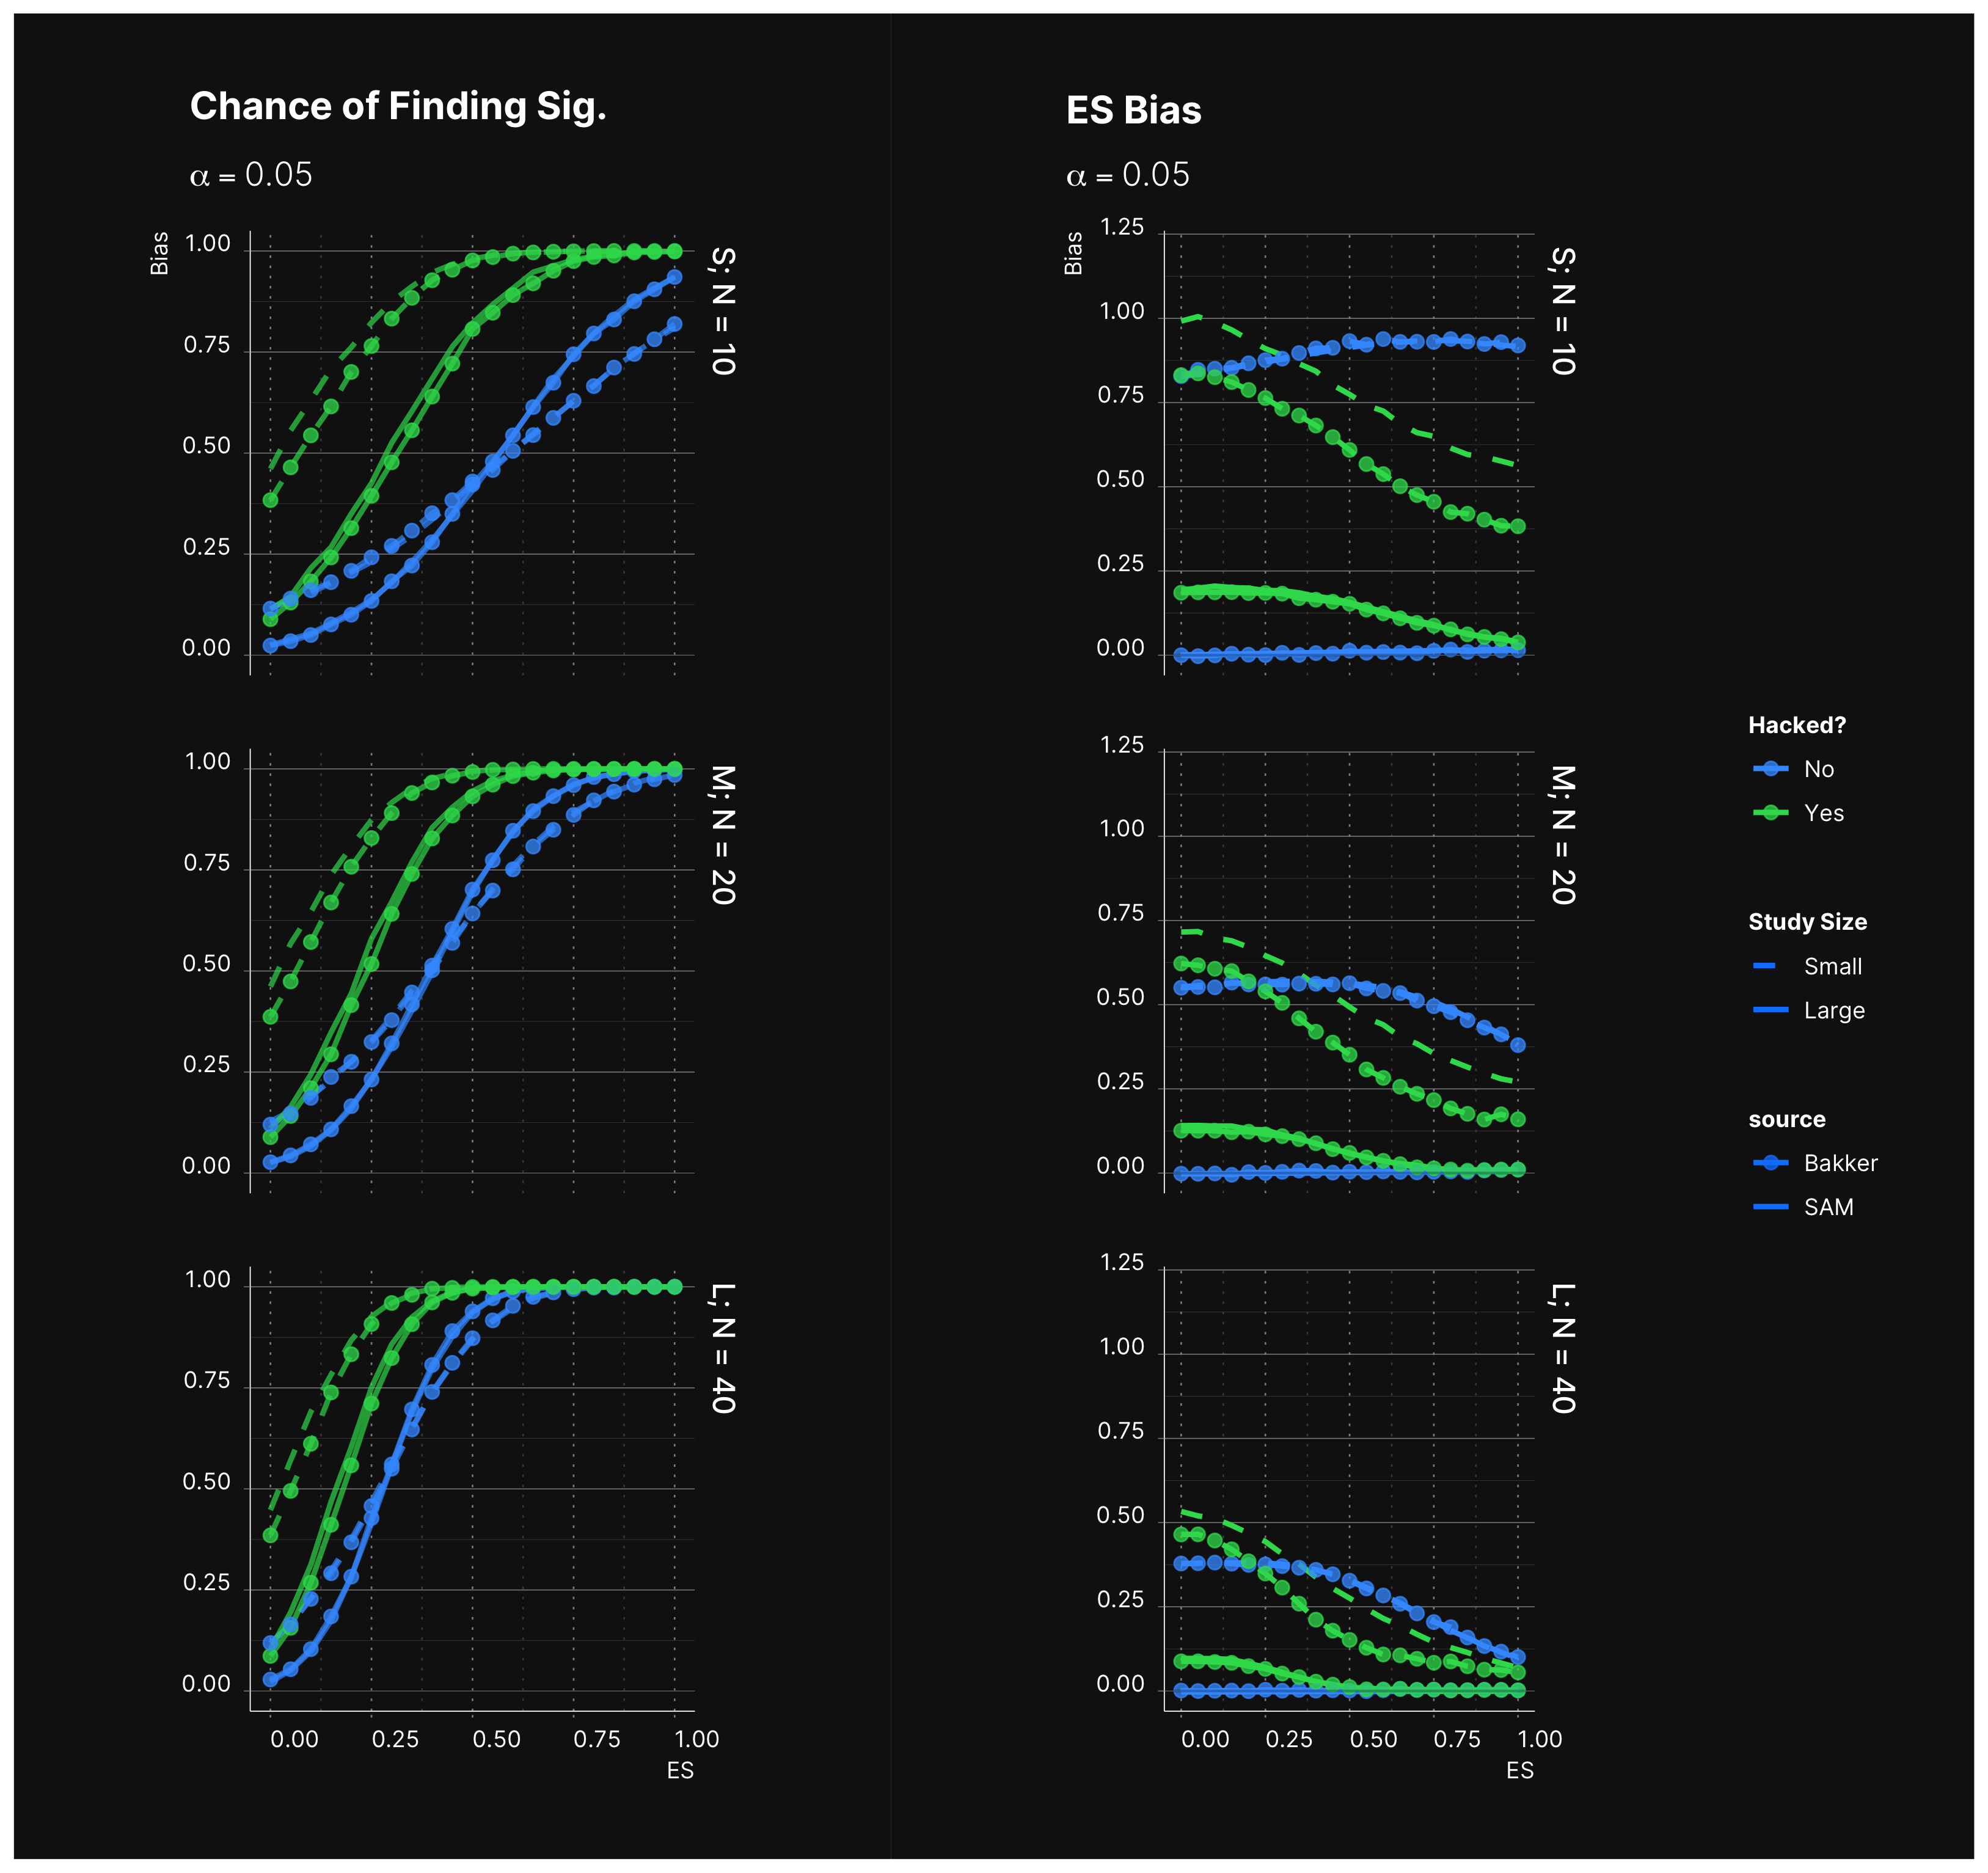 Chance of Finding Sig.
α = 0.05
Bias
1.00
0.75
0.50
0.25
0.00
S; N = 10
1.00
0.75
0.50
0.25
0.00
M; N = 20
1.00
0.75
0.50
0.25
0.00
L; N = 40
0.00 0.25 0.50 0.75 1.00
ES
ES Bias
α = 0.05
Bias
1.25
1.00
0.75
0.50
0.25
0.00
S; N = 10
1.25
1.00
0.75
0.50
0.25
0.00
M; N = 20
1.25
1.00
0.75
0.50
0.25
0.00
L; N = 40
0.00 0.25 0.50 0.75 1.00
ES
Hacked?
No
Yes
Study Size
Small
Large
source
Bakker
SAM